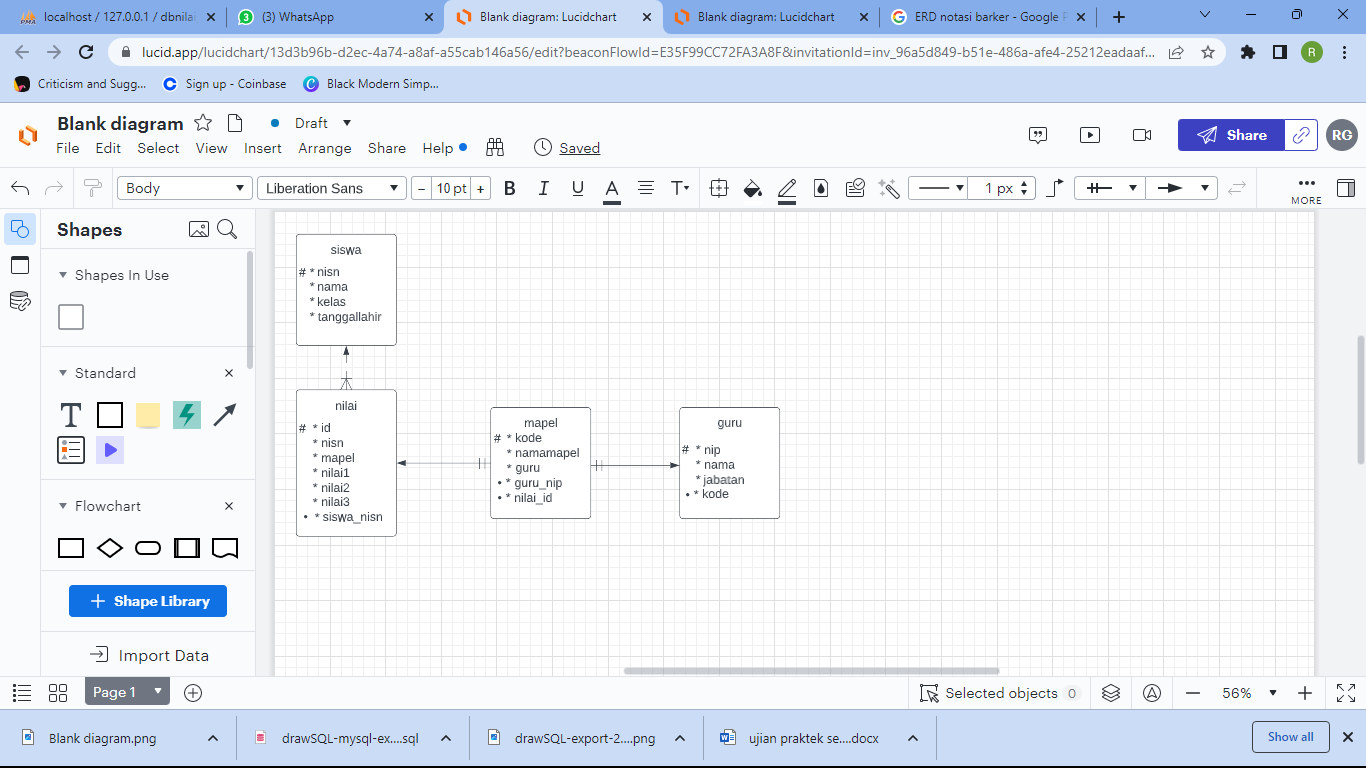 localhost / 127.0.0.1 / dbnila
(3) WhatsApp
Blank diagram: Lucidchart
Blank diagram: Lucidchart
ERD notasi barker - Google P
lucid.app/lucidchart/13d3b96b-d2ec-4a74-a8af-a55cab146a56/edit?beaconFlowId=E35F99CC72FA3A8F&invitationId=inv_96a5d849-b51e-486a-afe4-25212eadaaf...
R
Criticism and Sugg...
Sign up - Coinbase
Black Modern Simp...
Blank diagram
Draft
File Edit Select View Insert Arrange Share Help
Saved
Share
RG
Body
Liberation Sans
− 10 pt +
B I U A T
1 px
MORE
Shapes
Shapes In Use
Standard
T
Flowchart
+ Shape Library
Import Data
siswa
# * nisn
* nama
* kelas
* tanggallahir
nilai
# * id
* nisn
* mapel
* nilai1
* nilai2
* nilai3
• * siswa_nisn
mapel
# * kode
* namamapel
* guru
• * guru_nip
• * nilai_id
guru
# * nip
* nama
* jabatan
• * kode
Page 1
Selected objects 0
56%
Blank diagram.png
drawSQL-mysql-ex....sql
drawSQL-export-2....png
ujian praktek se....docx
Show all